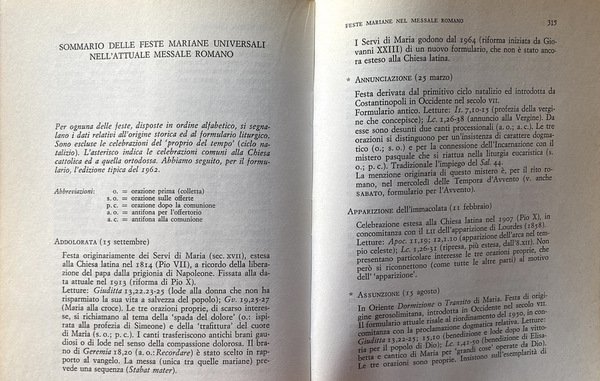 SOMMARIO DELLE FESTE MARIANE UNIVERSALI
NELL'ATTUALE MESSALE ROMANO
Per ognuna delle feste, disposte in ordine alfabetico, si segna-
lano i dati relativi all'origine storica ed al formulario liturgico.
Sono escluse le celebrazioni del 'proprio del tempo' (ciclo na-
talizio). L'asterisco indica le feste comuni alla Chiesa
cattolica ed a quella ortodossa. Abbiamo seguito, per il formu-
lario, l'edizione tipica del 1962.
Abbreviazioni: o. = orazione prima (colletta)
s. o. = orazione sulle offerte
p. c. = orazione dopo la comunione
a. o. = antifona per l'offertorio
a. c. = antifona alla comunione
ADDOLORATA (15 settembre)
Festa originariamente dei Servi di Maria (sec. XVII), estesa
alla Chiesa latina nel 1814 (Pio VII), a ricordo della libera-
zione del papa dalla prigionia di Napoleone. Fissata alla da-
ta attuale nel 1913 (riforma di Pio X).
Letture: Giuditta 13,22.23-25 (lode alla donna che non ha
risparmiato la sua vita a salvezza del popolo); Gv. 19,25-27
(Maria alla croce). Le tre orazioni proprie, di scarso interes-
se, si richiamano al tema della 'spada del dolore' (o.: ispi-
rata alla profezia di Simeone) e della 'trafittura' del cuore
di Maria (s. o.). I canti trasferiscono antichi brani gaudi-
osi o di lode nel senso della compassione dolorosa. Il bra-
no di Geremia 18,20 (a. o.: Recordare) è stato scelto in rap-
porto al vangelo. La messa (unica tra quelle mariane) pre-
vede una sequenza (Stabat mater).
FESTE MARIANE NEL MESSALE ROMANO 315
I Servi di Maria godono dal 1964 (riforma iniziata da Gio-
vanni XXIII) di un nuovo formulario, che non è stato anco-
ra esteso alla Chiesa latina.
* ANNUNCIAZIONE (25 marzo)
Festa derivata dal primitivo ciclo natalizio ed introdotta da
Costantinopoli in Occidente nel secolo VII.
Formulario antico. Letture: Is. 7,10-15 (profezia della vergi-
ne che concepisce); Lc. 1,26-38 (annuncio alla Vergine). Da
esse sono desunti due canti processionali (a. o.; a. c.). Le tre
orazioni si distinguono per un'insistenza di carattere dogma-
tico (o.; s. o.) e per la connessione dell'Incarnazione con il
mistero pasquale che si riattua nella liturgia eucaristica (s.
o.; p. c.). Tradizionale l'impiego del Sal. 44.
La menzione originaria di questo mistero è, per il rito ro-
mano, nel mercoledì delle Tempora d'Avvento (v. anche
SABATO, formulario per l'Avvento).
APPARIZIONE dell'immacolata (11 febbraio)
Celebrazione estesa alla Chiesa latina nel 1907 (Pio X), in
concomitanza con il LII dell'apparizione di Lourdes (1858).
Letture: Apoc. 11,19; 12,1.10 (apparizione dell'arca nel tem-
pio celeste); Lc. 1,26-31 (ripresa, più estesa, dall'8.XII). Non
presentano particolare interesse le tre orazioni proprie, che
però si riconnettono (come tutte le altre parti) al motivo
dell' 'apparizione'.
* ASSUNZIONE (15 agosto)
In Oriente Dormizione o Transito di Maria. Festa di origi-
ne gerosolimitana, introdotta in Occidente nel secolo VII.
Il formulario attuale risale al riordinamento del 1950, in con-
comitanza con la proclamazione dogmatica relativa. Letture:
Giuditta 13,22-25; 15,10 (benedizione e lode dopo la vitto-
ria per il popolo di Dio); Lc. 1,41-50 (benedizione di Elisa-
betta e cantico di Maria per 'grandi cose' operate da Dio).
Le tre orazioni sono proprie. Insistono sull'esemplarità di